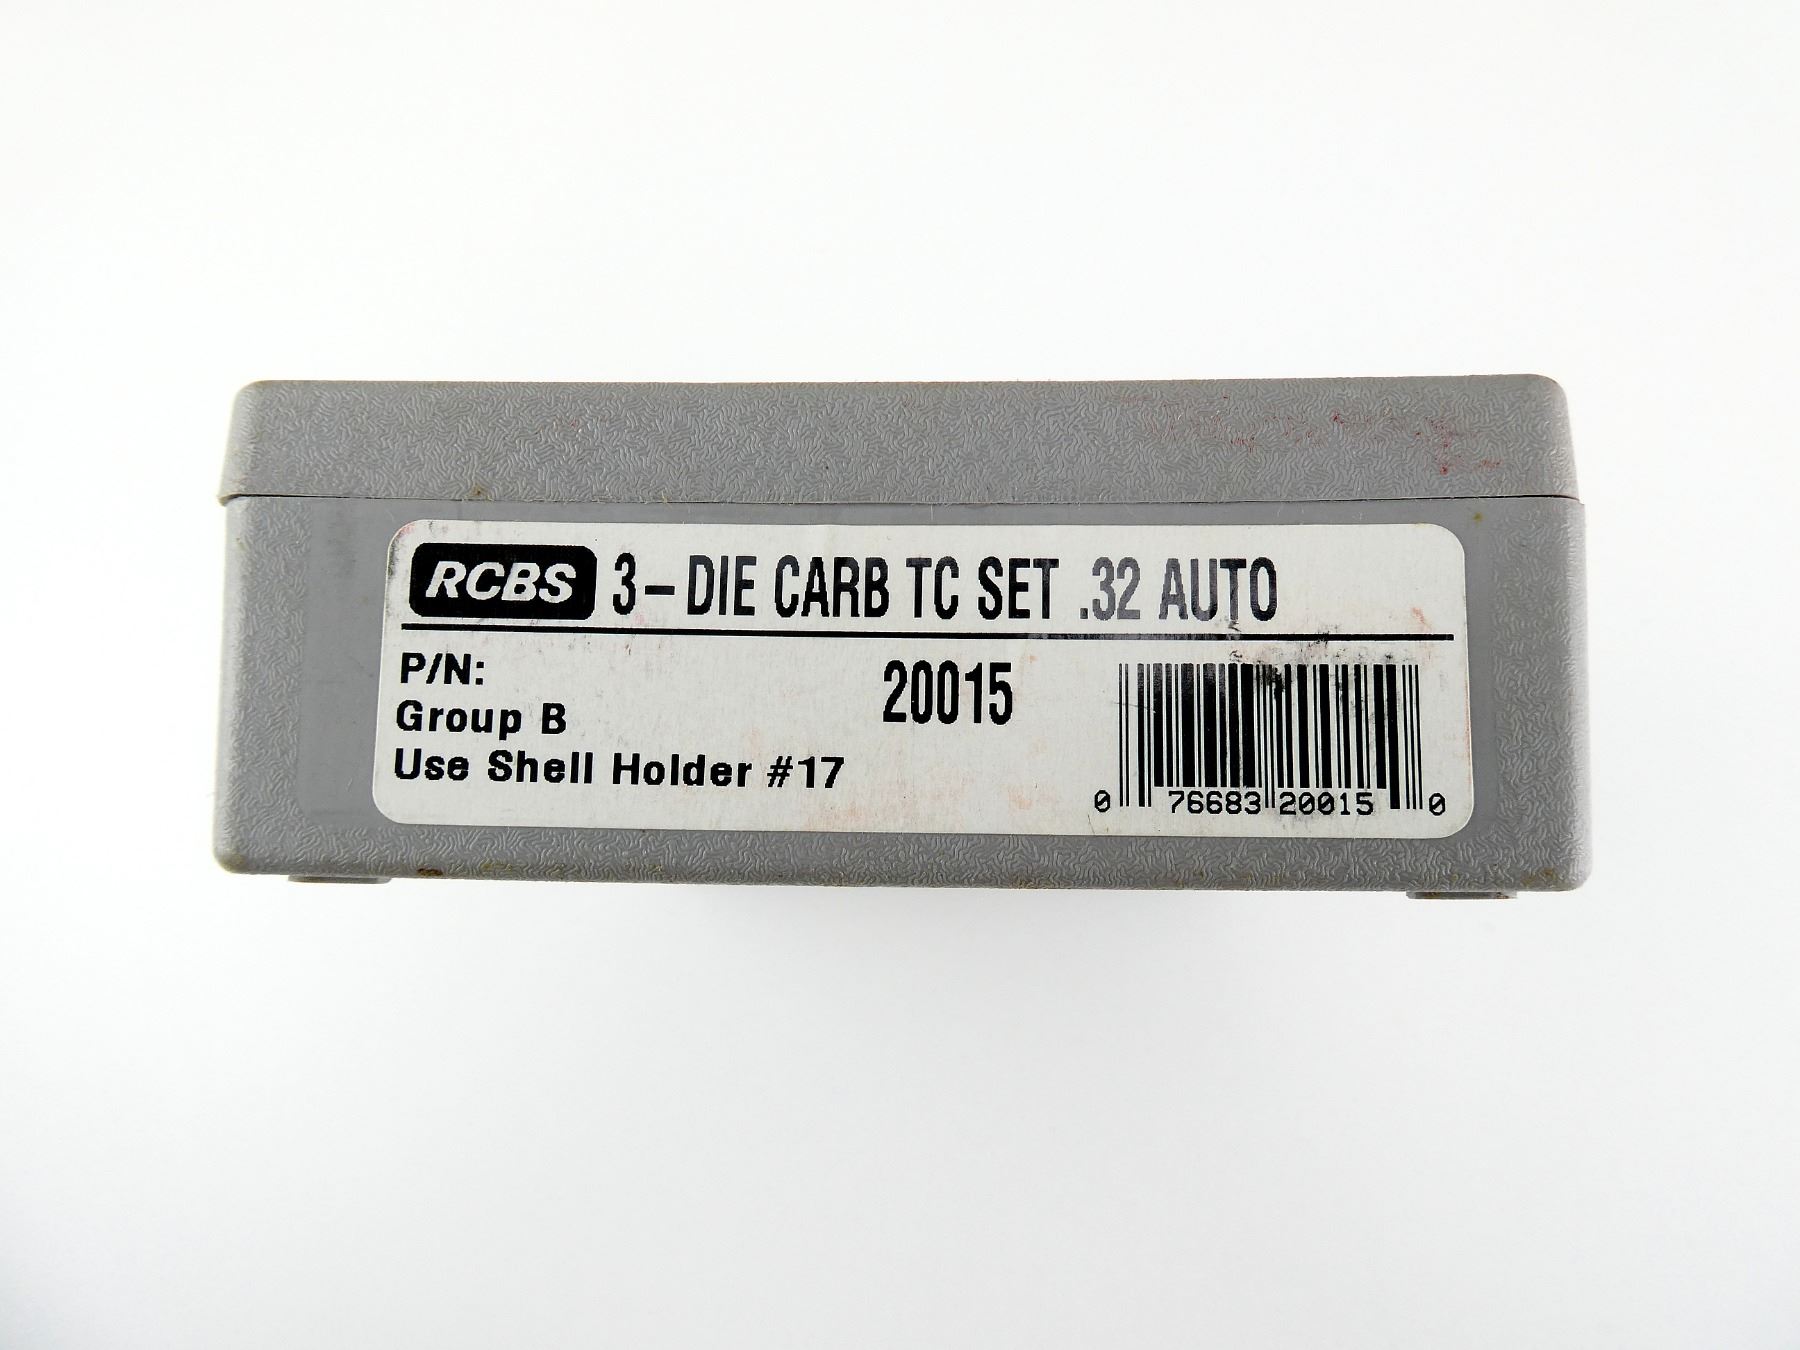 RCBS 3-DIE CARB TC SET .32 AUTO
P/N: 20015
Group B
Use Shell Holder #17
0 76683 20015 0